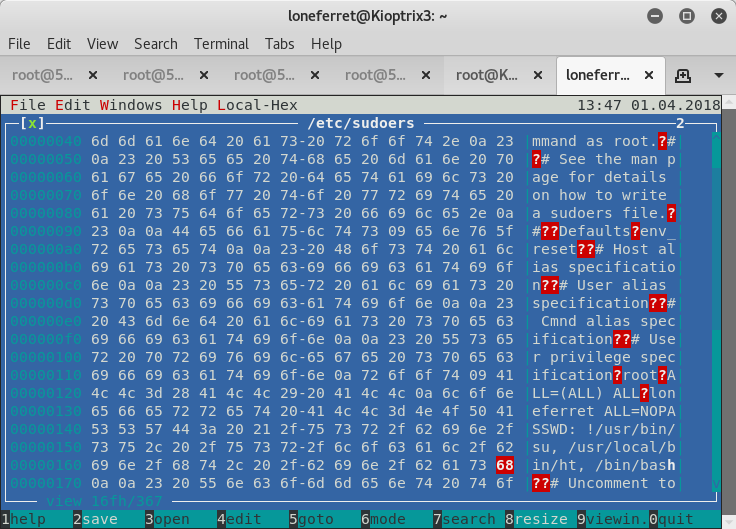 loneferret@Kioptrix3: ~
File Edit View Search Terminal Tabs Help
root@5... × root@5... × root@5... × root@5... × root@K... × loneferr... ×
File Edit Windows Help Local-Hex 13:47 01.04.2018
[x] /etc/sudoers 2
00000040 6d 6d 61 6e 64 20 61 73-20 72 6f 6f 74 2e 0a 23 mmand as root.?#
00000050 0a 23 20 53 65 65 20 74-68 65 20 6d 61 6e 20 70 ?# See the man p
00000060 61 67 65 20 66 6f 72 20-64 65 74 61 69 6c 73 20 age for details
00000070 6f 6e 20 68 6f 77 20 74-6f 20 77 72 69 74 65 20 on how to write
00000080 61 20 73 75 64 6f 65 72-73 20 66 69 6c 65 2e 0a a sudoers file.?
00000090 23 0a 0a 44 65 66 61 75-6c 74 73 09 65 6e 76 5f #??Defaults?env_
000000a0 72 65 73 65 74 0a 0a 23-20 48 6f 73 74 20 61 6c reset??# Host al
000000b0 69 61 73 20 73 70 65 63-69 66 69 63 61 74 69 6f ias specificatio
000000c0 6e 0a 0a 23 20 55 73 65-72 20 61 6c 69 61 73 20 n??# User alias
000000d0 73 70 65 63 69 66 69 63-61 74 69 6f 6e 0a 0a 23 specification??#
000000e0 20 43 6d 6e 64 20 61 6c-69 61 73 20 73 70 65 63 Cmnd alias spec
000000f0 69 66 69 63 61 74 69 6f-6e 0a 0a 23 20 55 73 65 ification??# Use
00000100 72 20 70 72 69 76 69 6c-65 67 65 20 73 70 65 63 r privilege spec
00000110 69 66 69 63 61 74 69 6f-6e 0a 72 6f 6f 74 09 41 ification?root?A
00000120 4c 4c 3d 28 41 4c 4c 29-20 41 4c 4c 0a 6c 6f 6e LL=(ALL) ALL?lon
00000130 65 66 65 72 72 65 74 20-41 4c 4c 3d 4e 4f 50 41 eferret ALL=NOPA
00000140 53 53 57 44 3a 20 21 2f-75 73 72 2f 62 69 6e 2f SSWD: !/usr/bin/
00000150 73 75 2c 20 2f 75 73 72-2f 6c 6f 63 61 6c 2f 62 su, /usr/local/b
00000160 69 6e 2f 68 74 2c 20 2f-62 69 6e 2f 62 61 73 68 in/ht, /bin/bash
00000170 0a 0a 23 20 55 6e 63 6f-6d 6d 65 6e 74 20 74 6f ??# Uncomment to
view 16fh/367
1help 2save 3open 4edit 5goto 6mode 7search 8resize 9viewin. 0quit